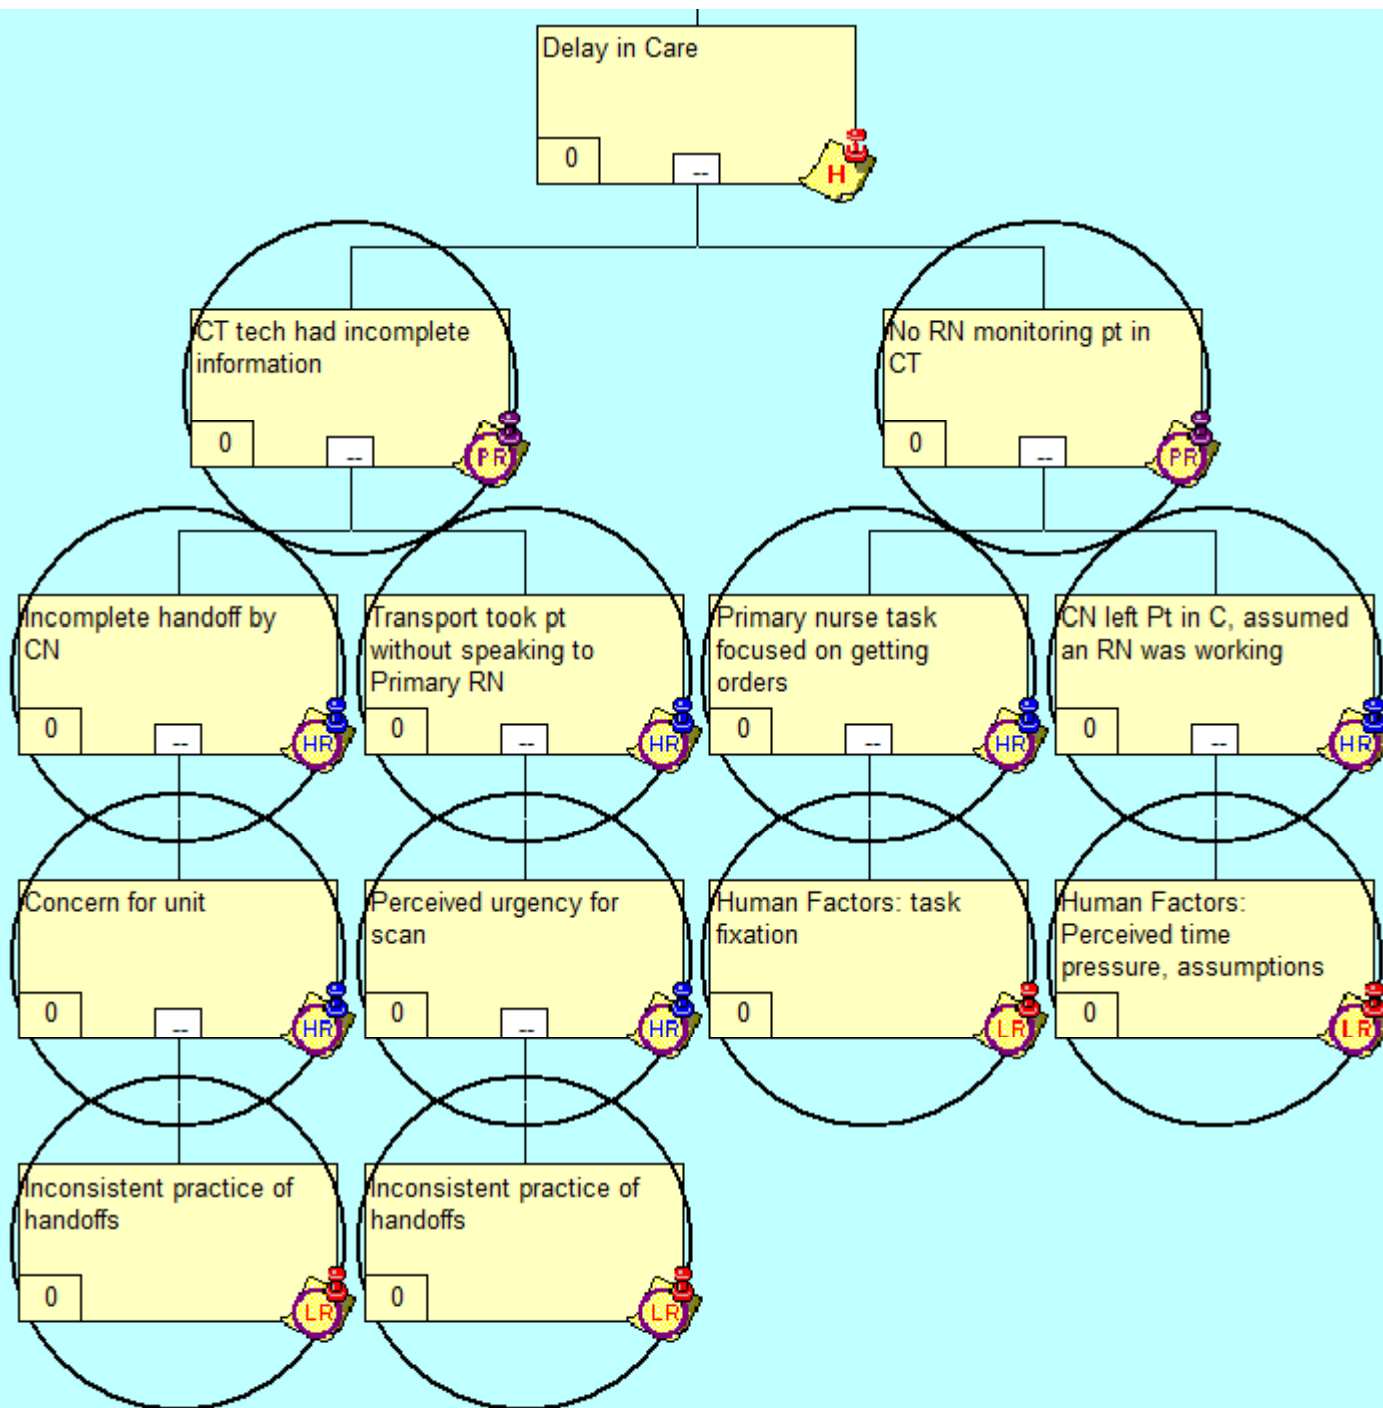 Delay in Care
0
--
H
CT tech had incomplete
information
0
--
PR
No RN monitoring pt in
CT
0
--
PR
Incomplete handoff by
CN
0
--
HR
Transport took pt
without speaking to
Primary RN
0
--
HR
Primary nurse task
focused on getting
orders
0
--
HR
CN left Pt in C, assumed
an RN was working
0
--
HR
Concern for unit
0
--
HR
Perceived urgency for
scan
0
--
HR
Human Factors: task
fixation
0
LR
Human Factors:
Perceived time
pressure, assumptions
0
LR
Inconsistent practice of
handoffs
0
LR
Inconsistent practice of
handoffs
0
LR